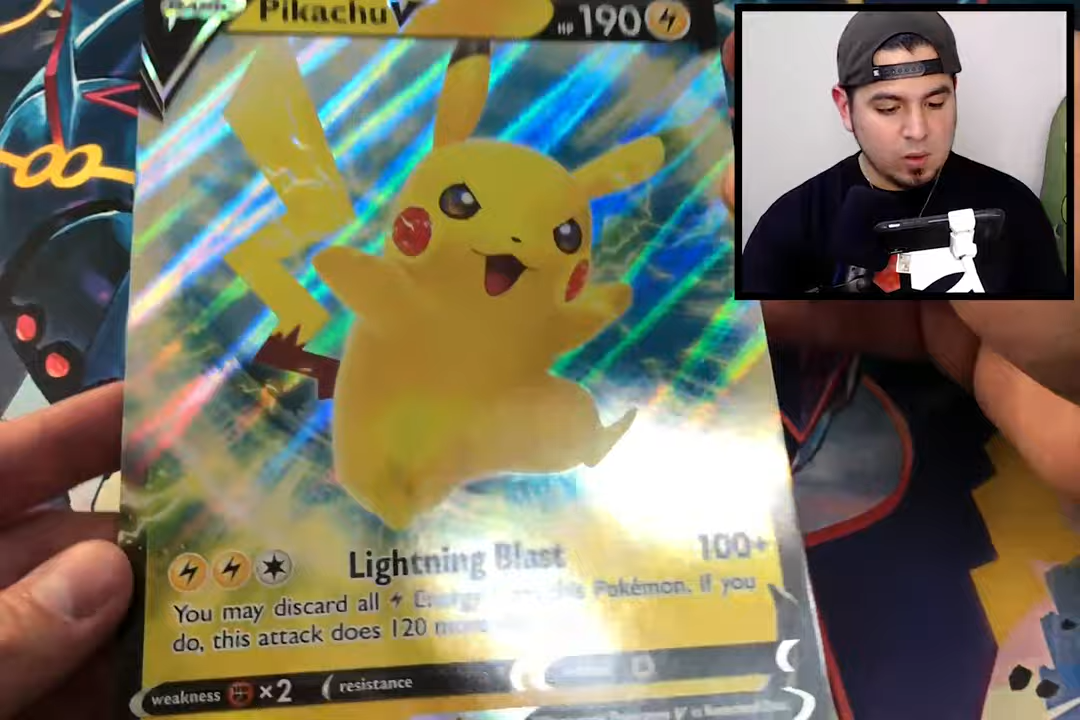 Pikachu V HP 190
Lightning Blast 100+
You may discard all Energy this Pokémon. If you
do, this attack does 120
weakness ×2 resistance